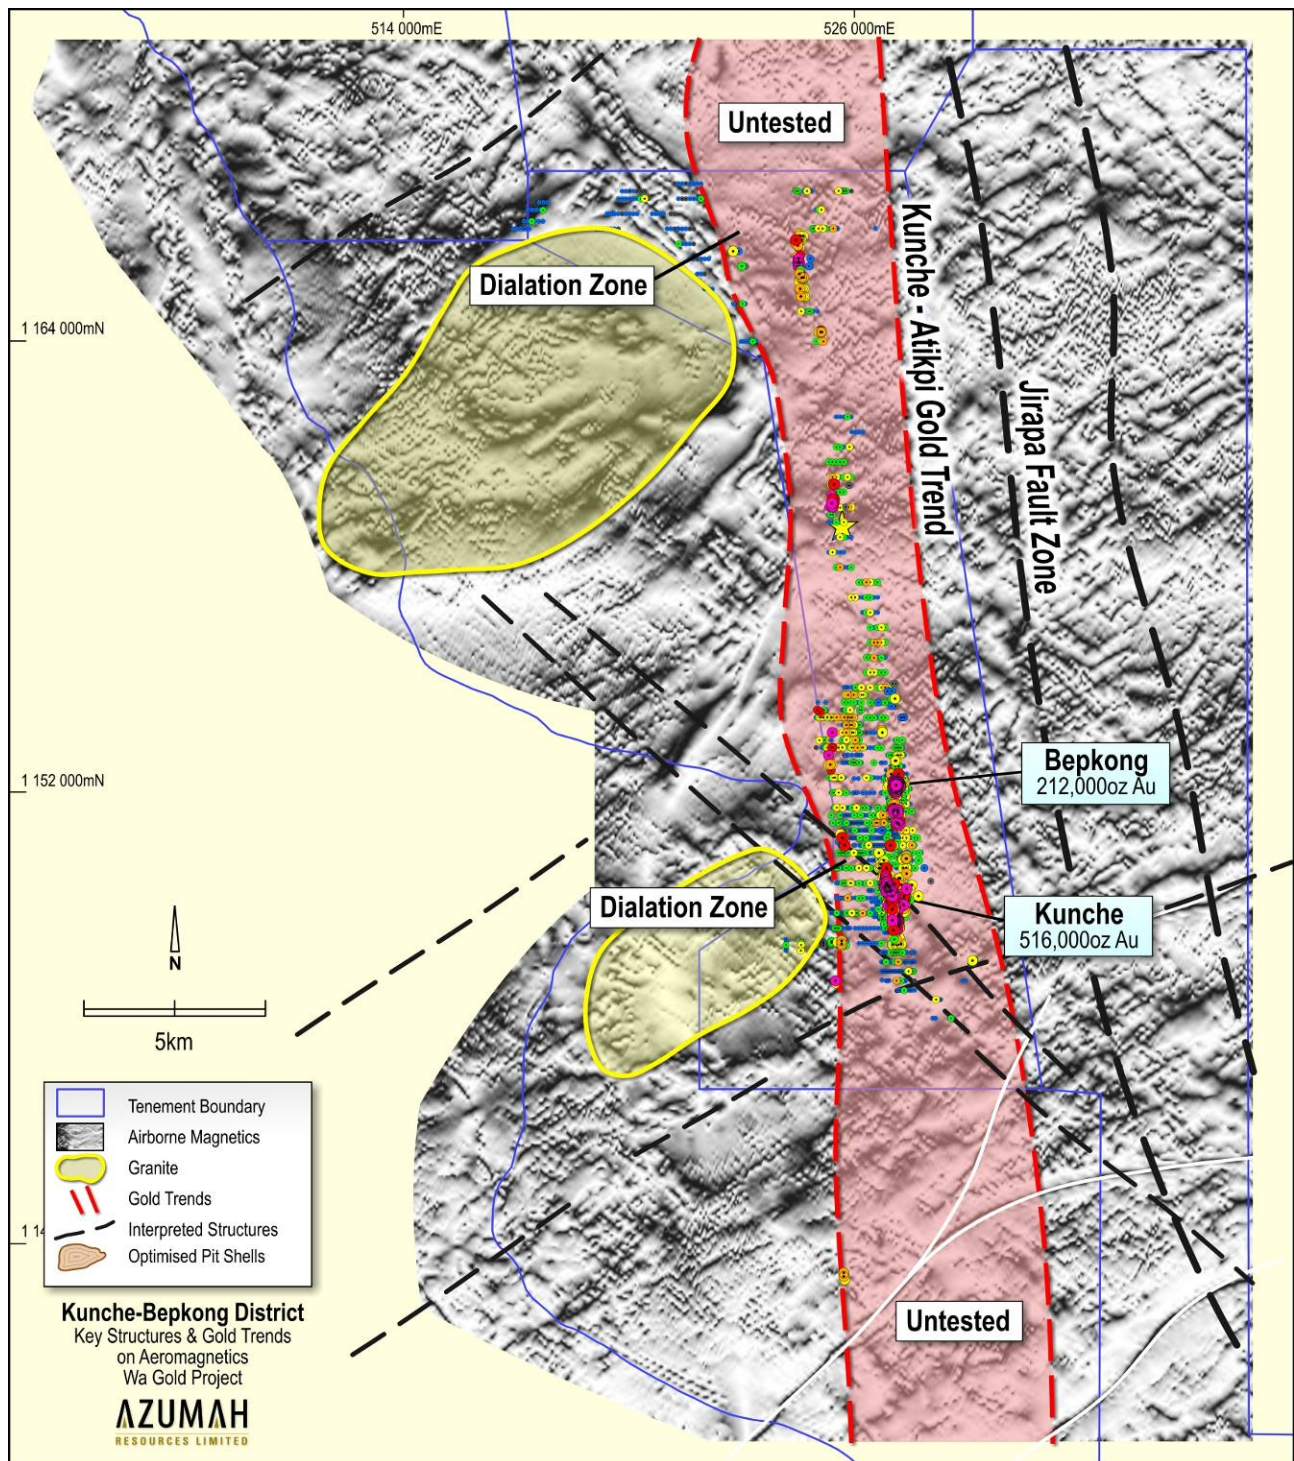 514 000mE
526 000mE
Untested
Dialation Zone
Kunche - Atikpi Gold Trend
1 164 000mN
Jirapa Fault Zone
Bepkong
212,000oz Au
1 152 000mN
Dialation Zone
Kunche
516,000oz Au
N
5km
Tenement Boundary
Airborne Magnetics
Granite
Gold Trends
Interpreted Structures
Optimised Pit Shells
Untested
Kunche-Bepkong District
Key Structures & Gold Trends
on Aeromagnetics
Wa Gold Project
AZUMAH
RESOURCES LIMITED